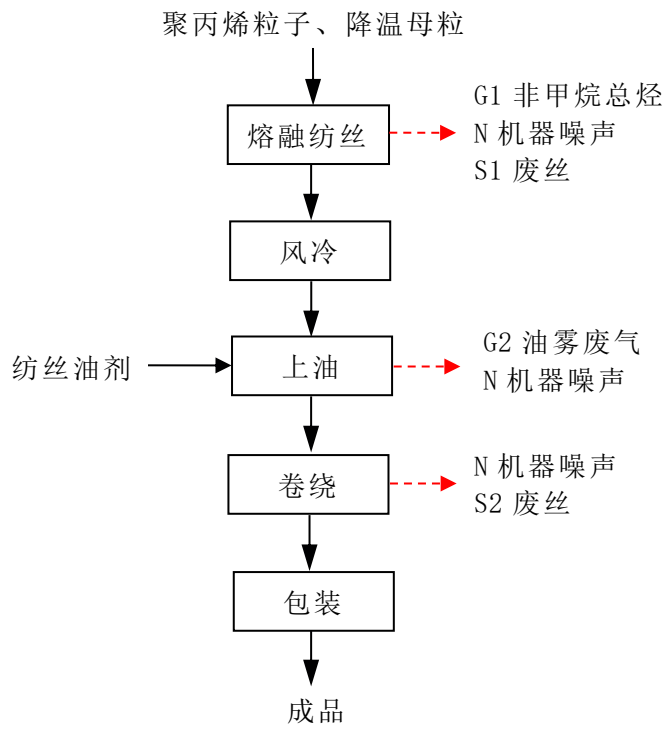 聚丙烯粒子、降温母粒
熔融纺丝
G1 非甲烷总烃
N 机器噪声
S1 废丝
风冷
纺丝油剂
上油
G2 油雾废气
N 机器噪声
卷绕
N 机器噪声
S2 废丝
包装
成品